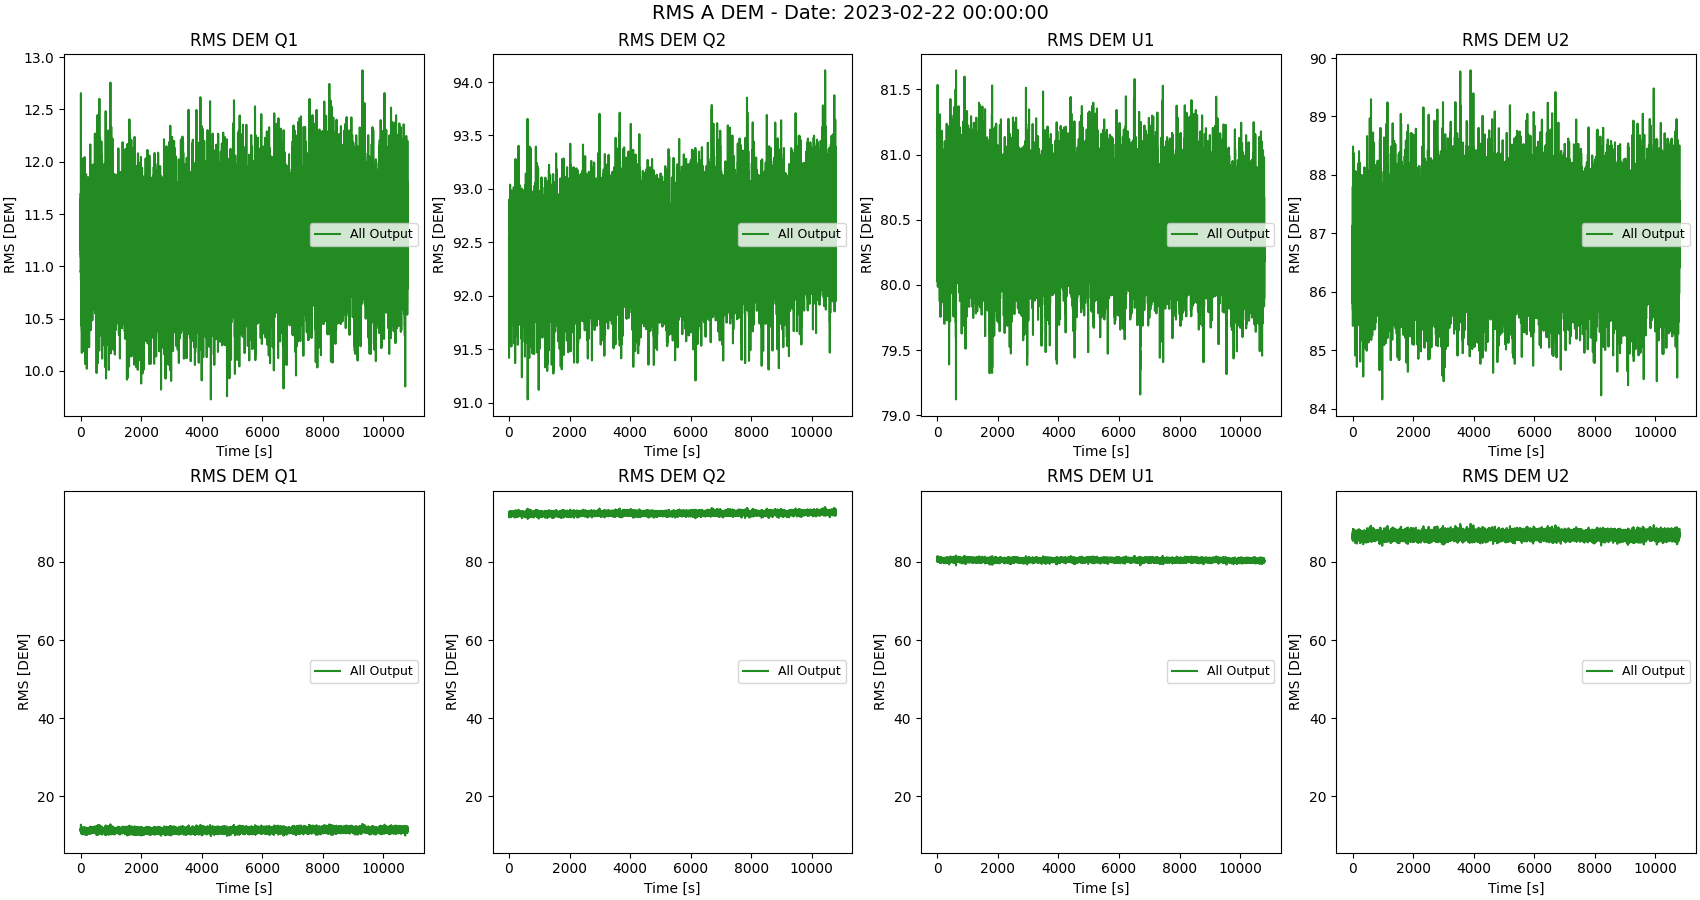 RMS A DEM - Date: 2023-02-22 00:00:00
RMS DEM Q1
RMS [DEM]
13.0
12.5
12.0
11.5
11.0
10.5
10.0
All Output
0 2000 4000 6000 8000 10000
Time [s]
RMS DEM Q2
RMS [DEM]
94.0
93.5
93.0
92.5
92.0
91.5
91.0
All Output
0 2000 4000 6000 8000 10000
Time [s]
RMS DEM U1
RMS [DEM]
81.5
81.0
80.5
80.0
79.5
79.0
All Output
0 2000 4000 6000 8000 10000
Time [s]
RMS DEM U2
RMS [DEM]
90
89
88
87
86
85
84
All Output
0 2000 4000 6000 8000 10000
Time [s]
RMS DEM Q1
RMS [DEM]
80
60
40
20
All Output
0 2000 4000 6000 8000 10000
Time [s]
RMS DEM Q2
RMS [DEM]
80
60
40
20
All Output
0 2000 4000 6000 8000 10000
Time [s]
RMS DEM U1
RMS [DEM]
80
60
40
20
All Output
0 2000 4000 6000 8000 10000
Time [s]
RMS DEM U2
RMS [DEM]
80
60
40
20
All Output
0 2000 4000 6000 8000 10000
Time [s]